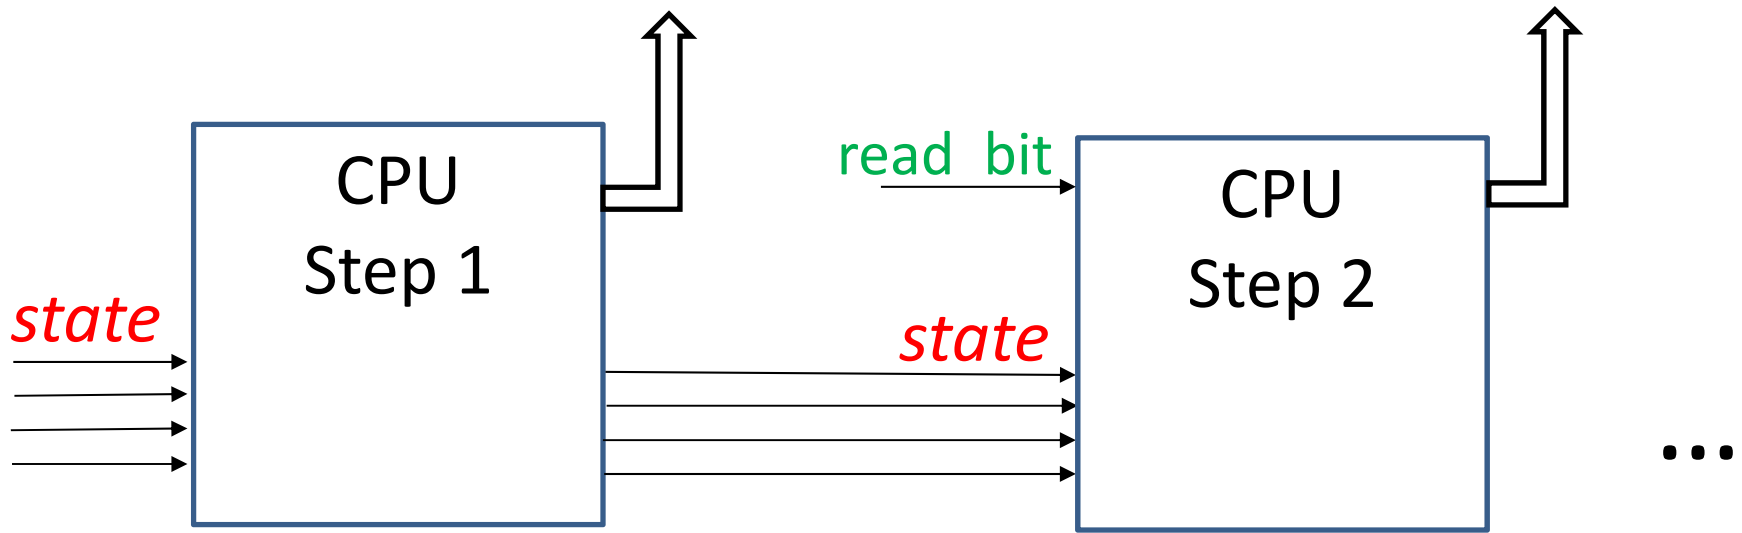 CPU
Step 1
state
read bit
CPU
Step 2
state
...